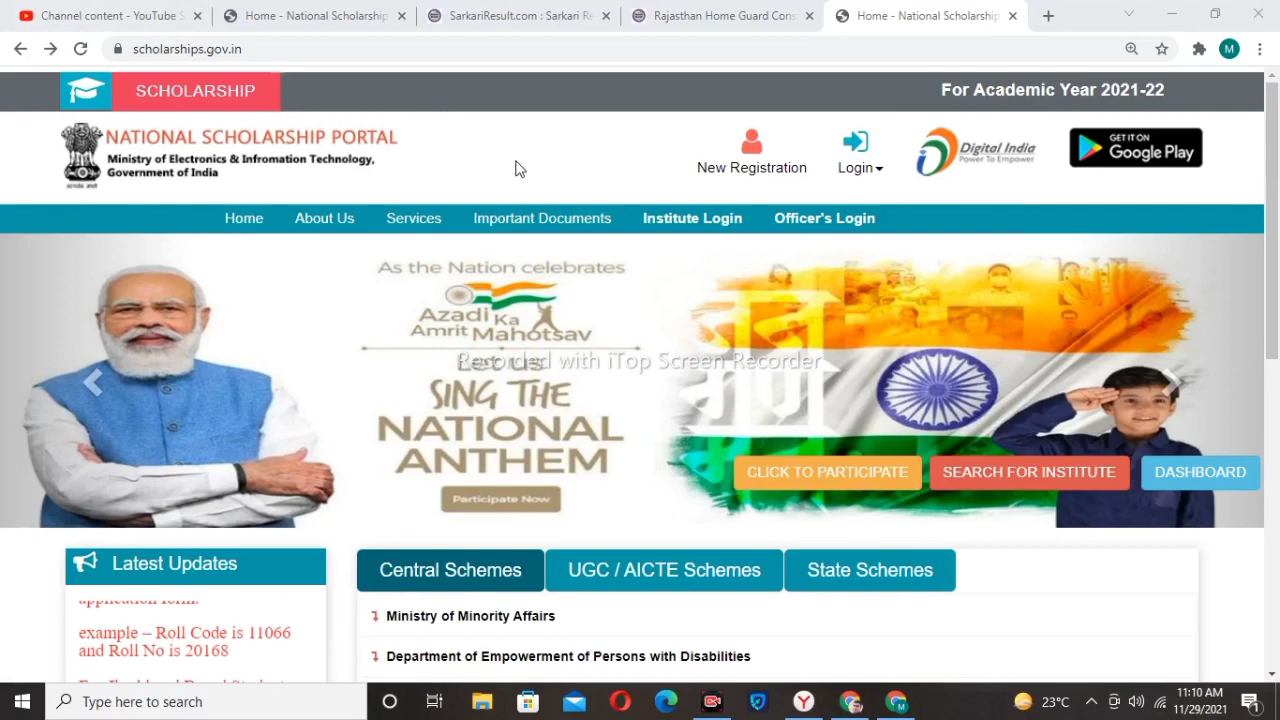 Channel content - YouTube S
Home - National Scholarship
SarkariResult.com : Sarkari Re
Rajasthan Home Guard Cons
Home - National Scholarship
scholarships.gov.in
M
SCHOLARSHIP
For Academic Year 2021-22
NATIONAL SCHOLARSHIP PORTAL
Ministry of Electronics & Infromation Technology,
Government of India
New Registration
Login
Digital India
Power To Empower
GET IT ON
Google Play
Home
About Us
Services
Important Documents
Institute Login
Officer's Login
As the Nation celebrates
Azadi Ka
Amrit Mahotsav
Recorded with iTop Screen Recorder
SING THE
NATIONAL
ANTHEM
Participate Now
CLICK TO PARTICIPATE
SEARCH FOR INSTITUTE
DASHBOARD
Latest Updates
application form.
example – Roll Code is 11066
and Roll No is 20168
Central Schemes
UGC / AICTE Schemes
State Schemes
Ministry of Minority Affairs
Department of Empowerment of Persons with Disabilities
Type here to search
23°C
11:10 AM
11/29/2021